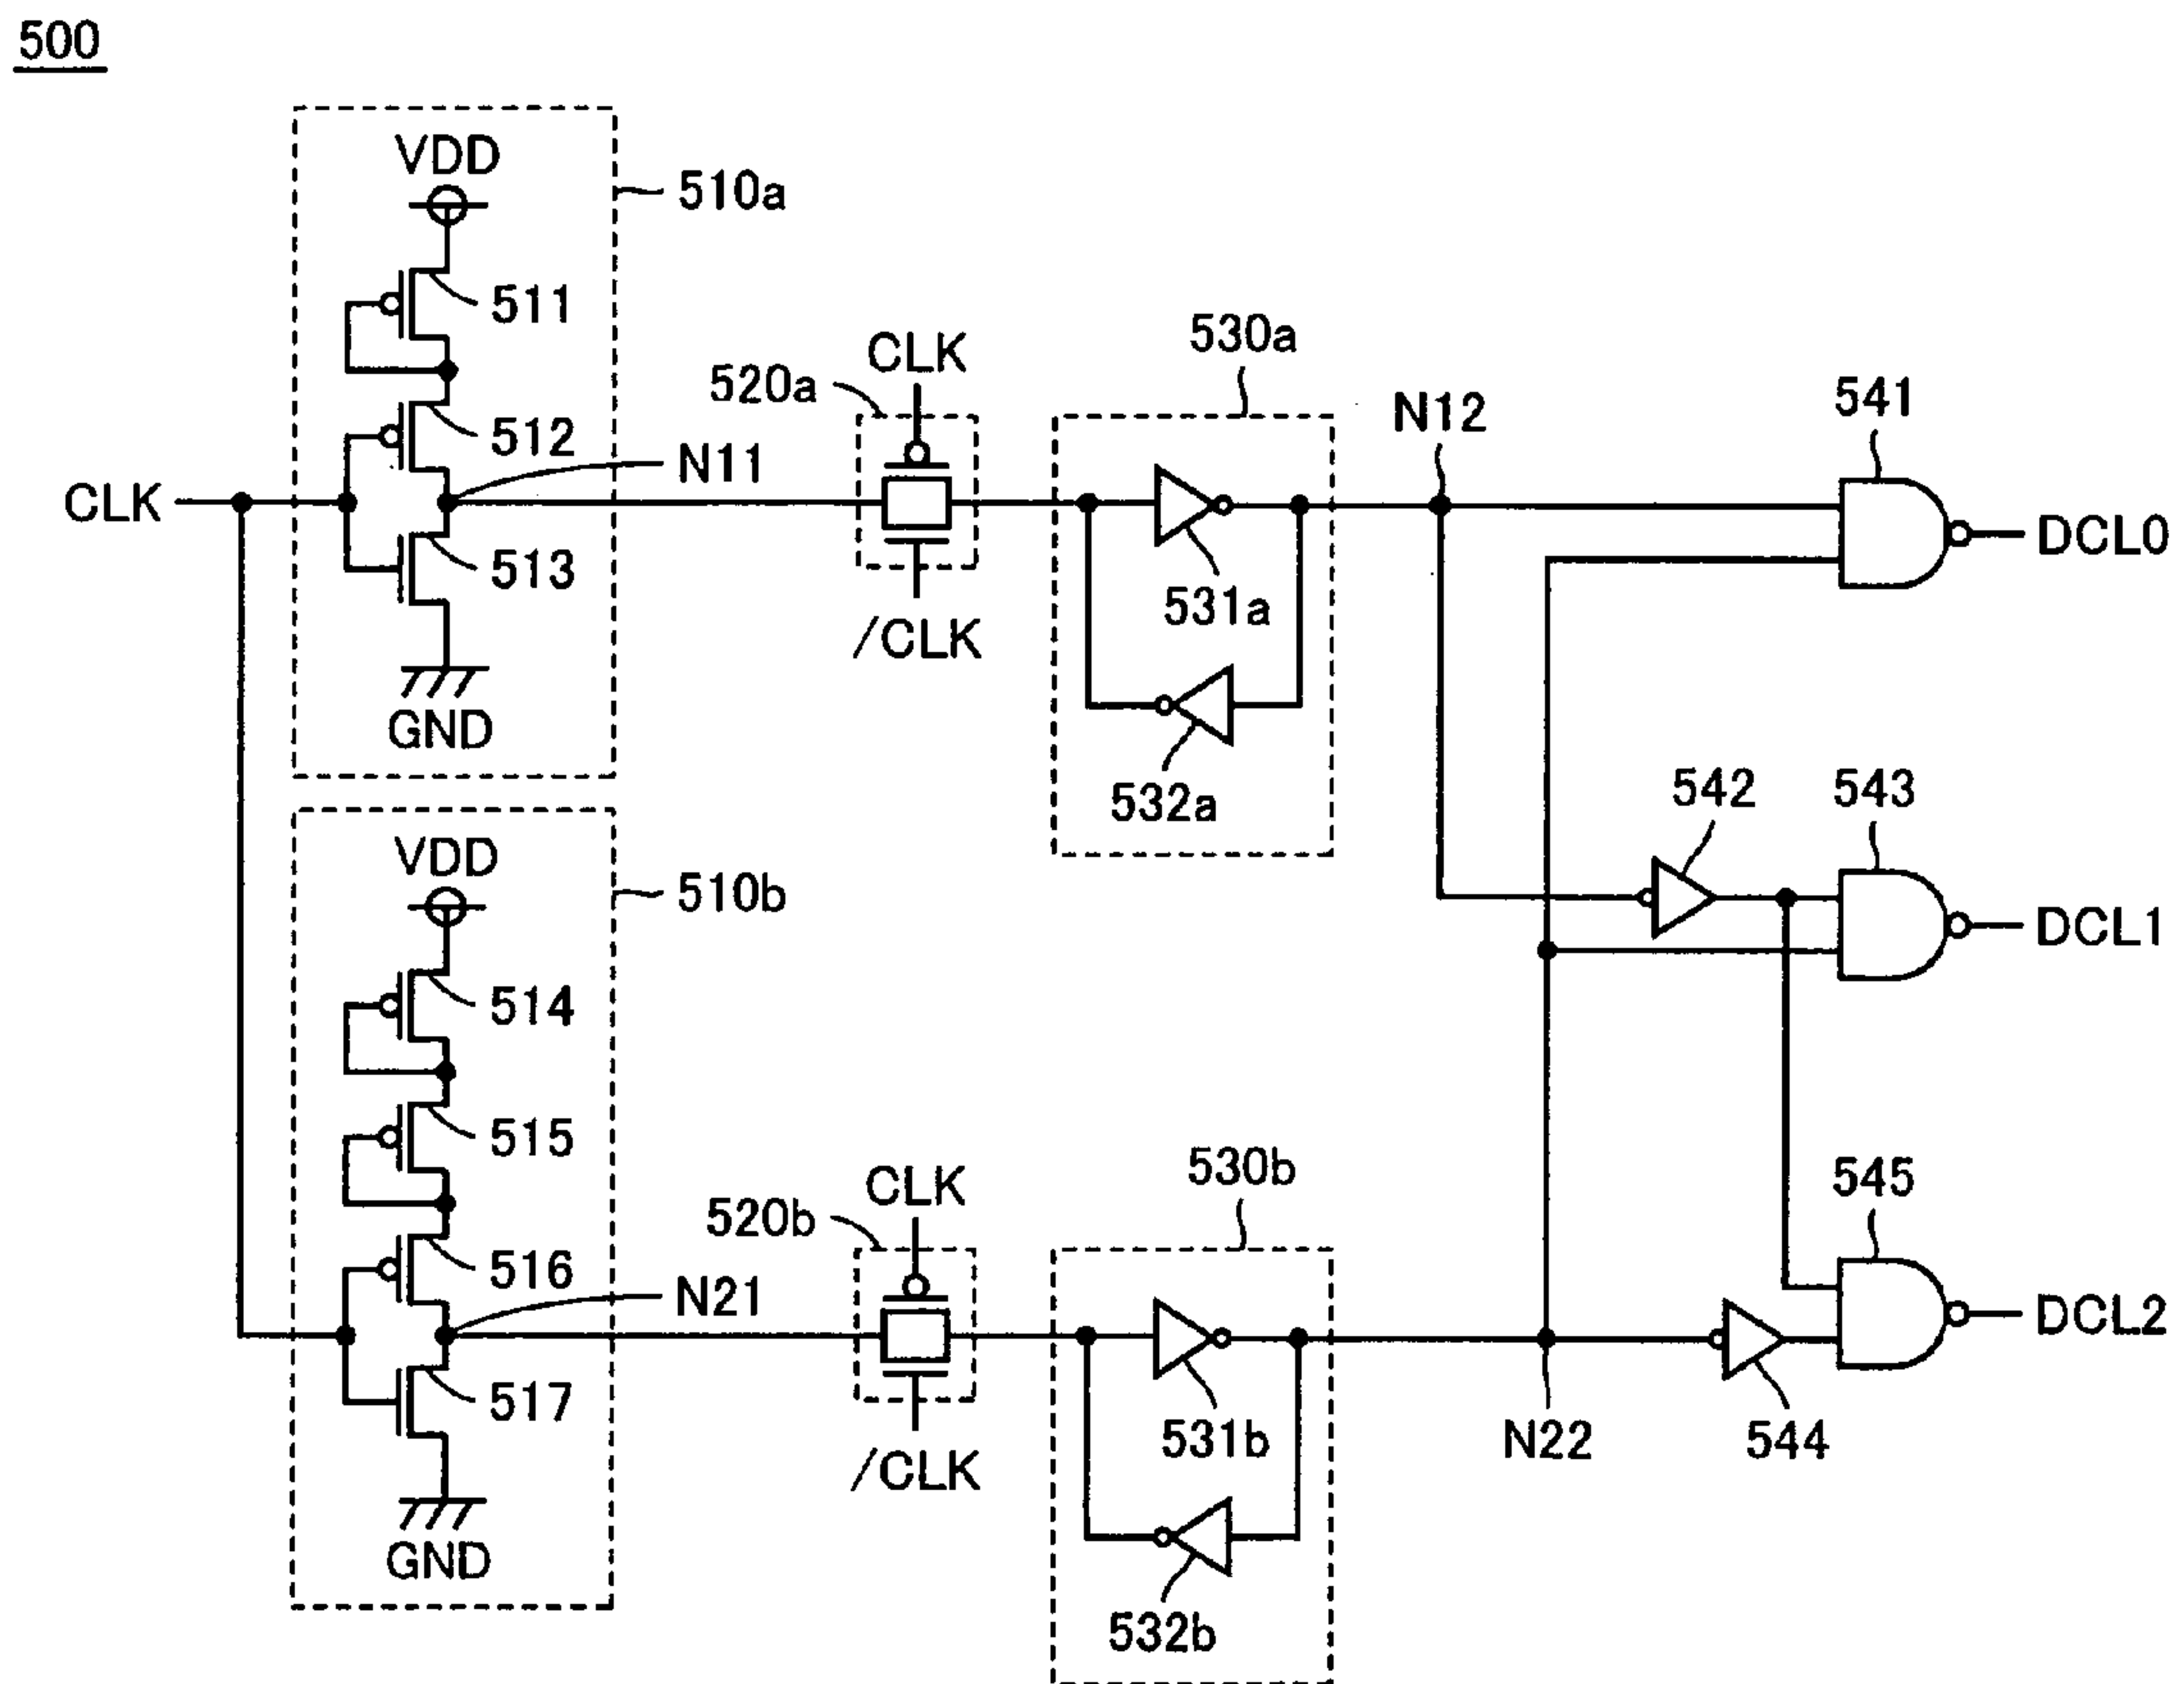 500
VDD
510a
511
512
N11
CLK
513
GND
520a
CLK
/CLK
530a
531a
532a
N12
541
DCL0
542
543
DCL1
VDD
510b
514
515
516
N21
517
GND
520b
CLK
/CLK
530b
531b
532b
N22
544
545
DCL2